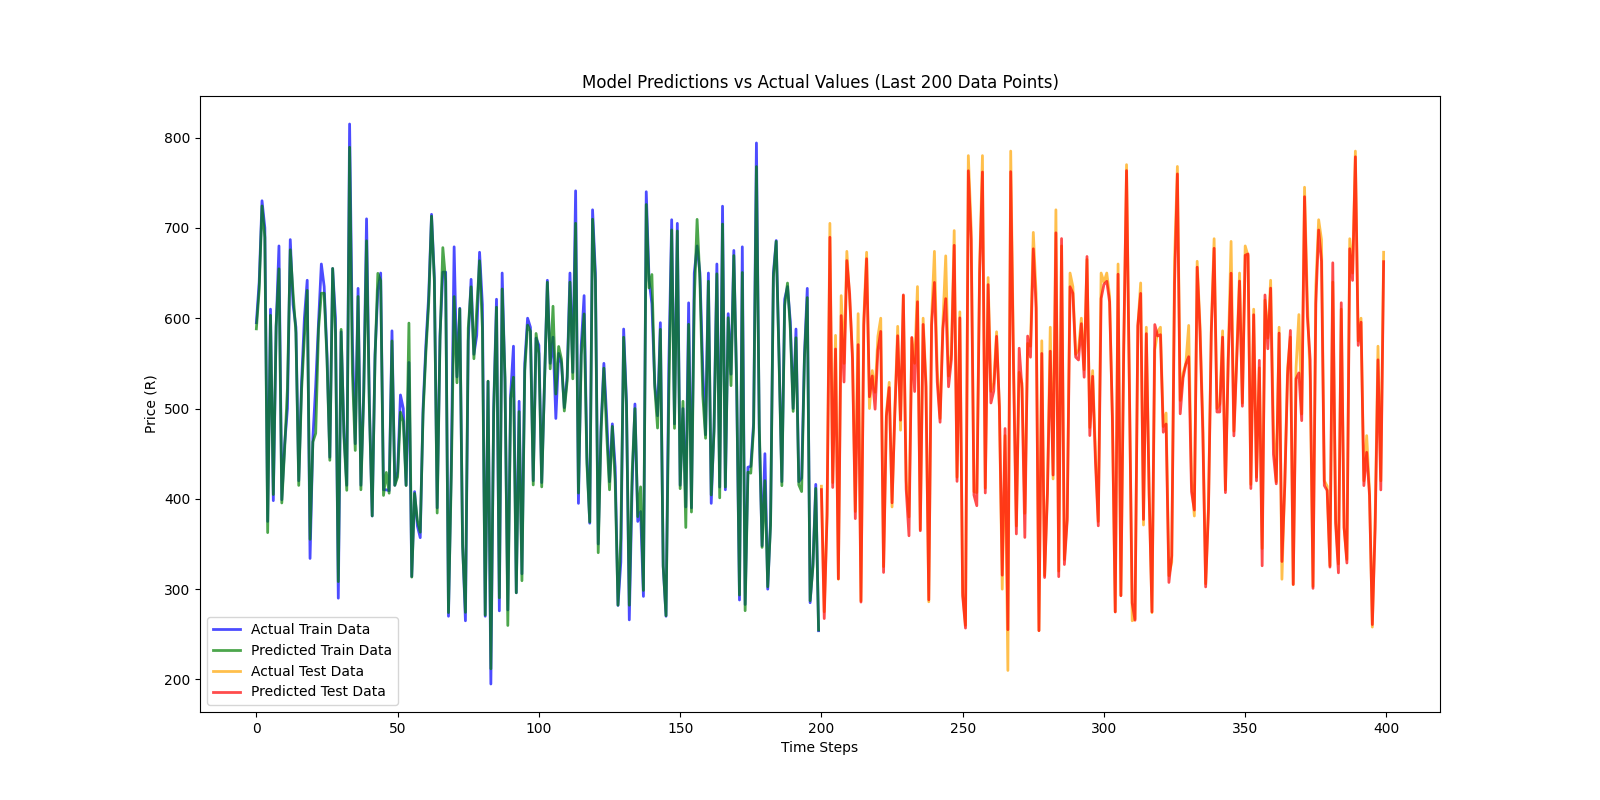 Model Predictions vs Actual Values (Last 200 Data Points)
Price (R)
800
700
600
500
400
300
200
Actual Train Data
Predicted Train Data
Actual Test Data
Predicted Test Data
0 50 100 150 200 250 300 350 400
Time Steps